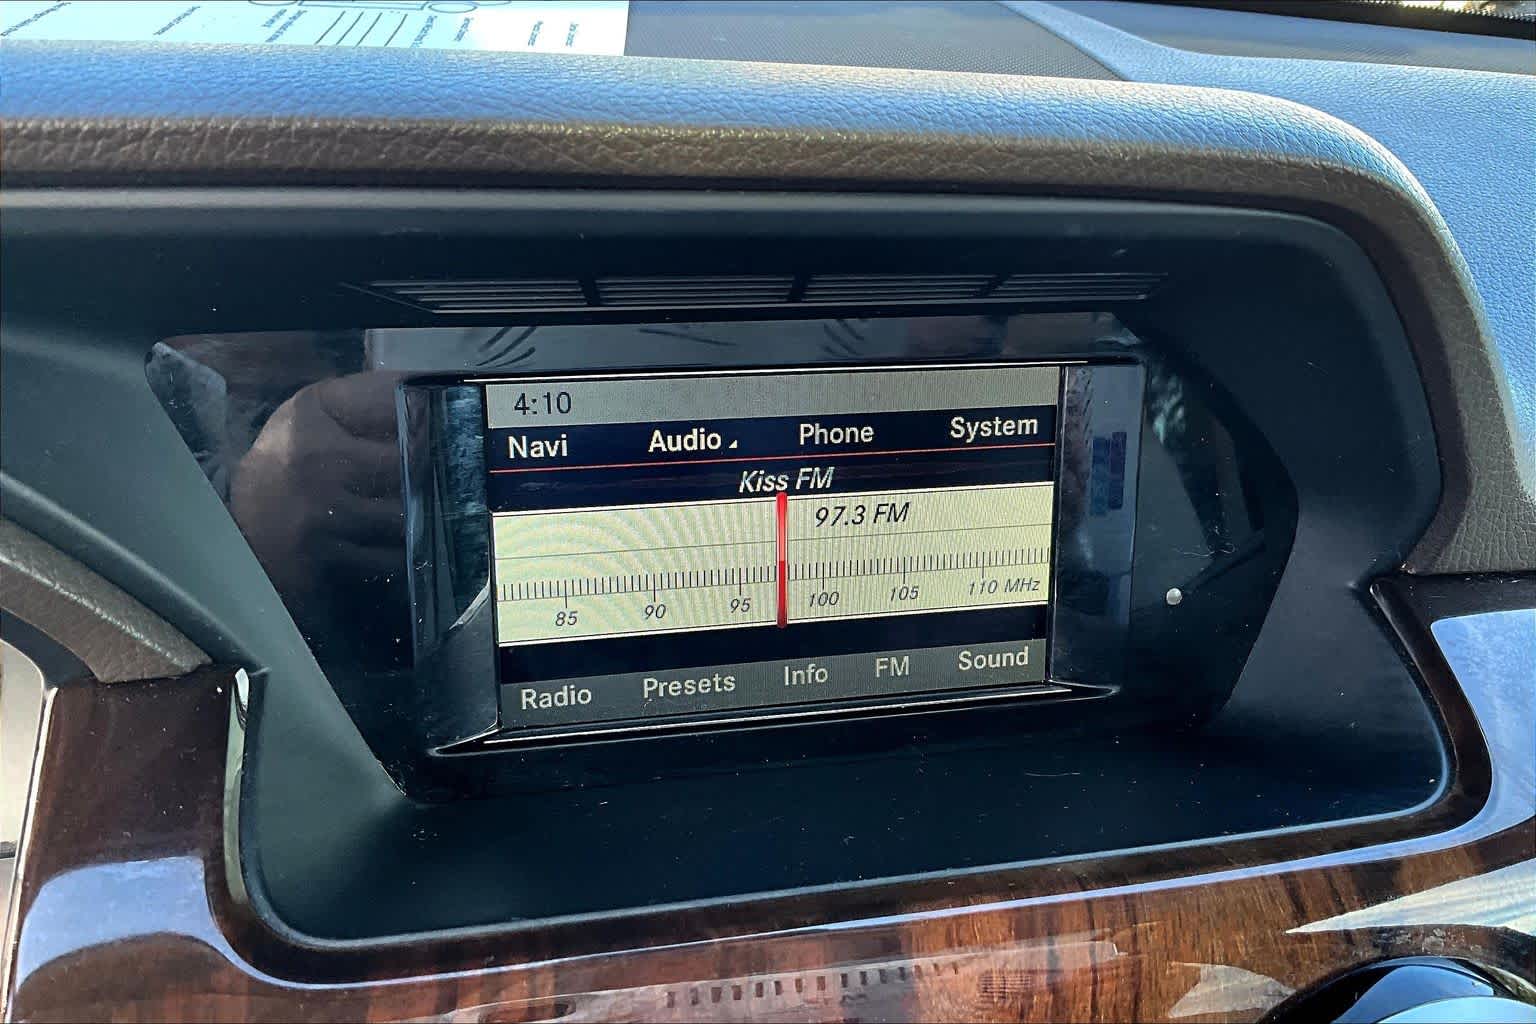 4:10
Navi Audio Phone System
Kiss FM
97.3 FM
85 90 95 100 105 110 MHz
Radio Presets Info FM Sound